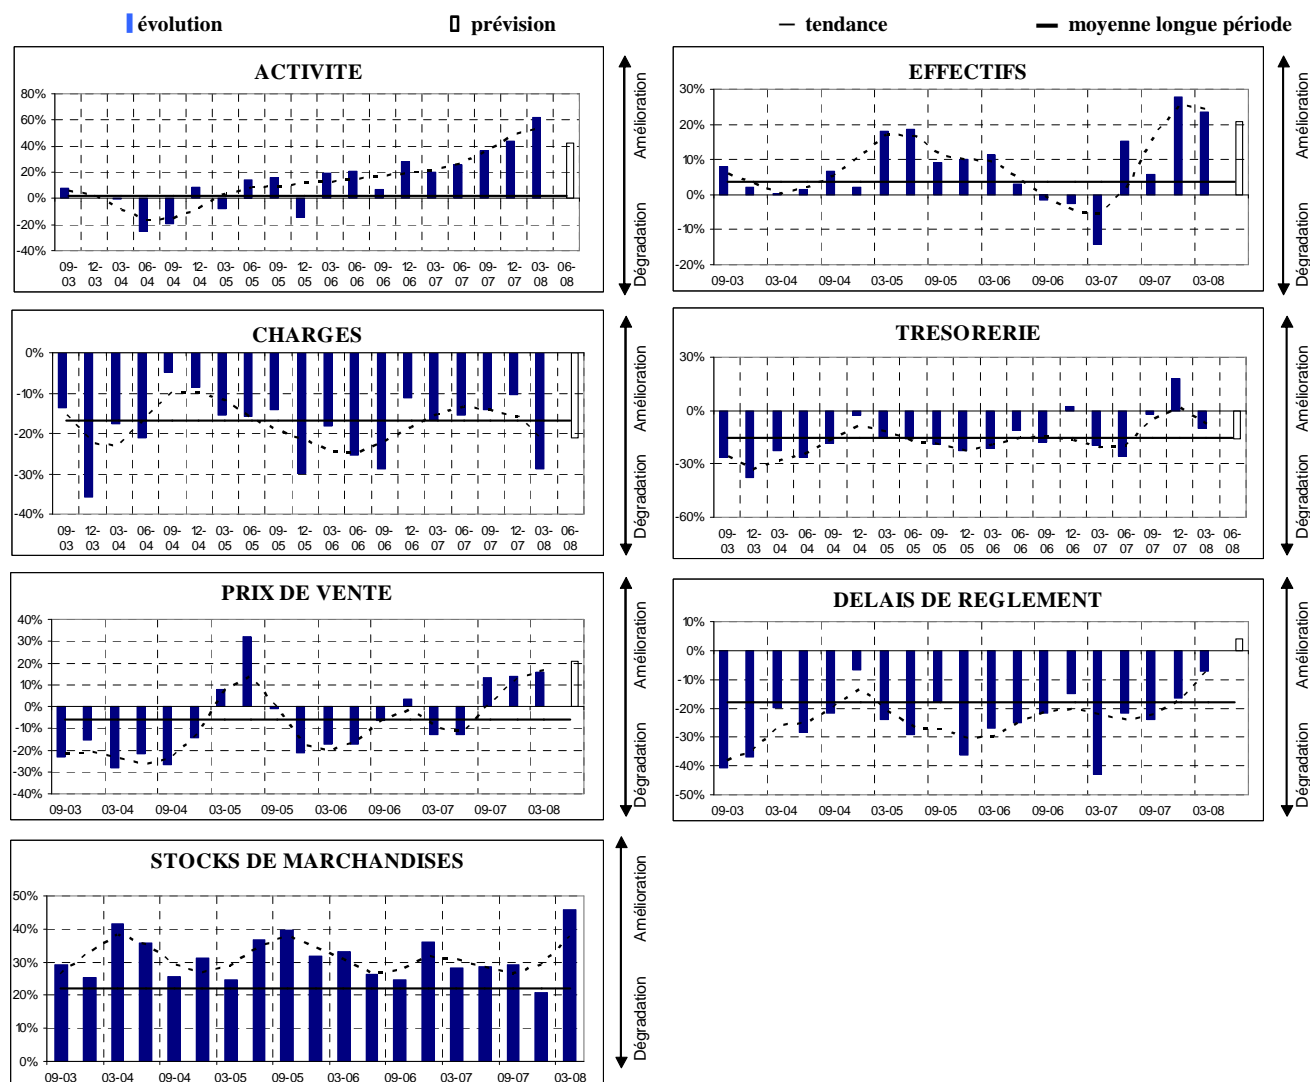 évolution prévision tendance moyenne longue période
ACTIVITE
80%
60%
40%
20%
0%
-20%
-40%
09-03 12-03 03-04 06-04 09-04 12-04 03-05 06-05 09-05 12-05 03-06 06-06 09-06 12-06 03-07 06-07 09-07 12-07 03-08 06-08
Amélioration
Dégradation
EFFECTIFS
30%
20%
10%
0%
-10%
-20%
09-03 03-04 09-04 03-05 09-05 03-06 09-06 03-07 09-07 03-08
Amélioration
Dégradation
CHARGES
0%
-10%
-20%
-30%
-40%
09-03 12-03 03-04 06-04 09-04 12-04 03-05 06-05 09-05 12-05 03-06 06-06 09-06 12-06 03-07 06-07 09-07 12-07 03-08 06-08
Amélioration
Dégradation
TRESORERIE
30%
0%
-30%
-60%
09-03 12-03 03-04 06-04 09-04 12-04 03-05 06-05 09-05 12-05 03-06 06-06 09-06 12-06 03-07 06-07 09-07 12-07 03-08 06-08
Amélioration
Dégradation
PRIX DE VENTE
40%
30%
20%
10%
0%
-10%
-20%
-30%
-40%
09-03 03-04 09-04 03-05 09-05 03-06 09-06 03-07 09-07 03-08
Amélioration
Dégradation
DELAIS DE REGLEMENT
10%
0%
-10%
-20%
-30%
-40%
-50%
09-03 03-04 09-04 03-05 09-05 03-06 09-06 03-07 09-07 03-08
Amélioration
Dégradation
STOCKS DE MARCHANDISES
50%
40%
30%
20%
10%
0%
09-03 03-04 09-04 03-05 09-05 03-06 09-06 03-07 09-07 03-08
Amélioration
Dégradation